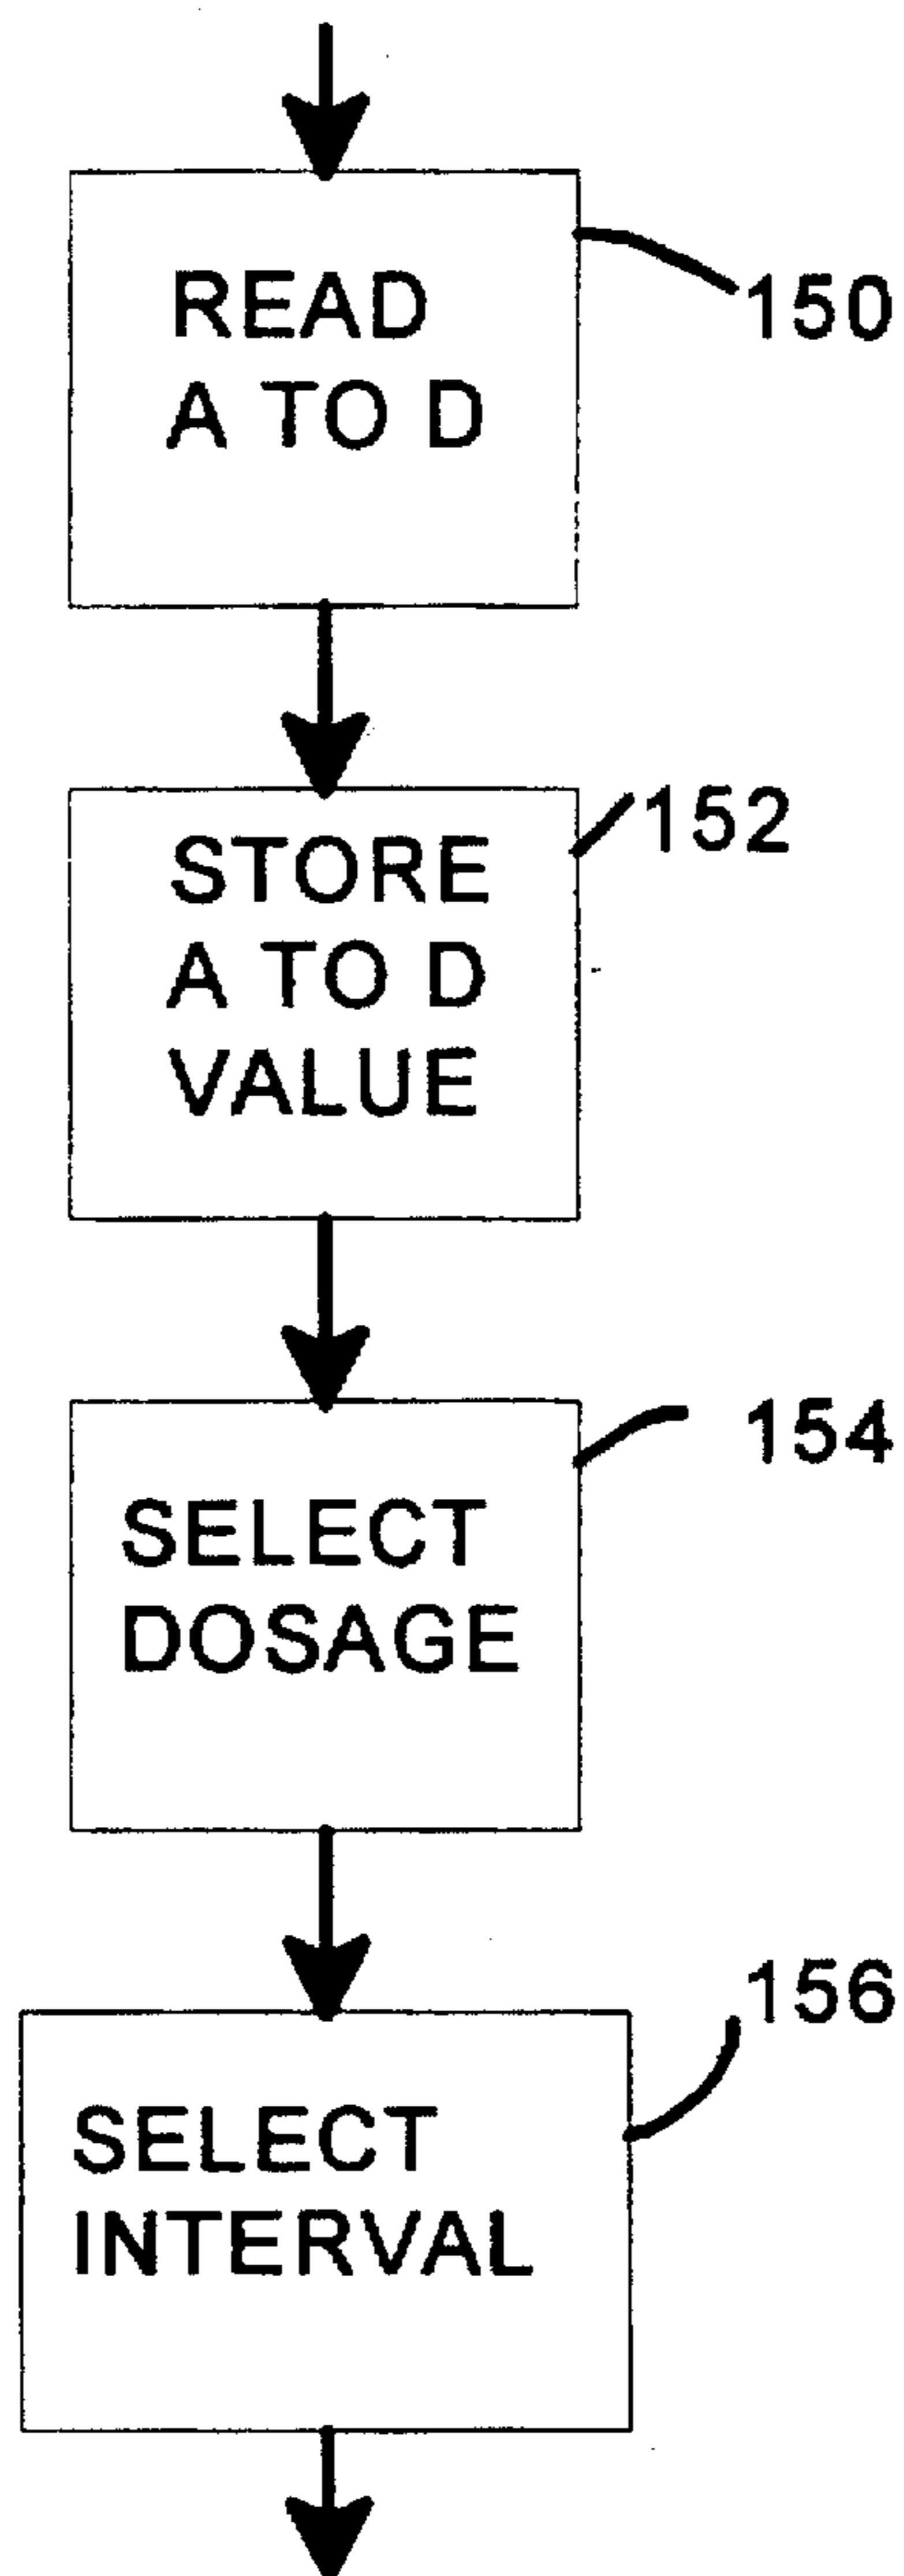 READ
A TO D
150
STORE
A TO D
VALUE
152
SELECT
DOSAGE
154
SELECT
INTERVAL
156